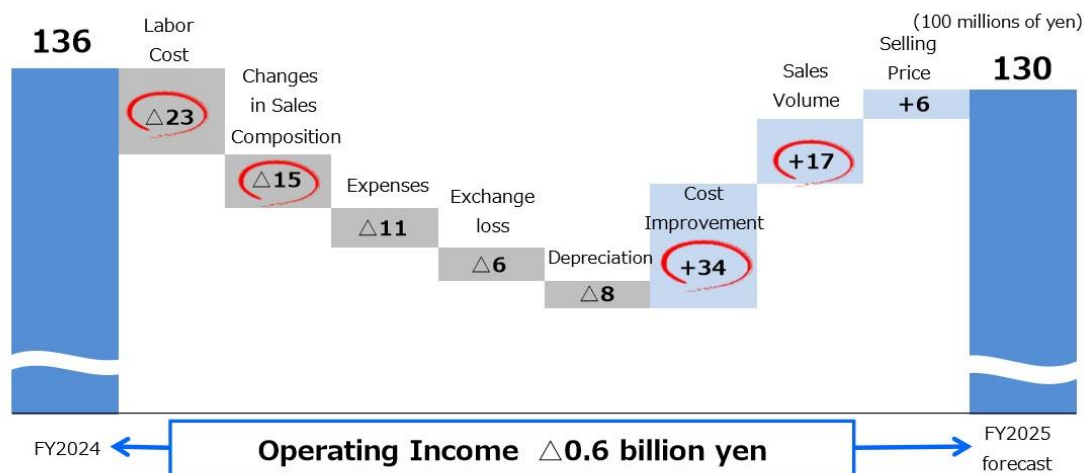 (100 millions of yen)
136
Labor
Cost
△23
Changes
in Sales
Composition
△15
Expenses
△11
Exchange
loss
△6
Depreciation
△8
Cost
Improvement
+34
Sales
Volume
+17
Selling
Price
+6
130
FY2024
Operating Income △0.6 billion yen
FY2025
forecast